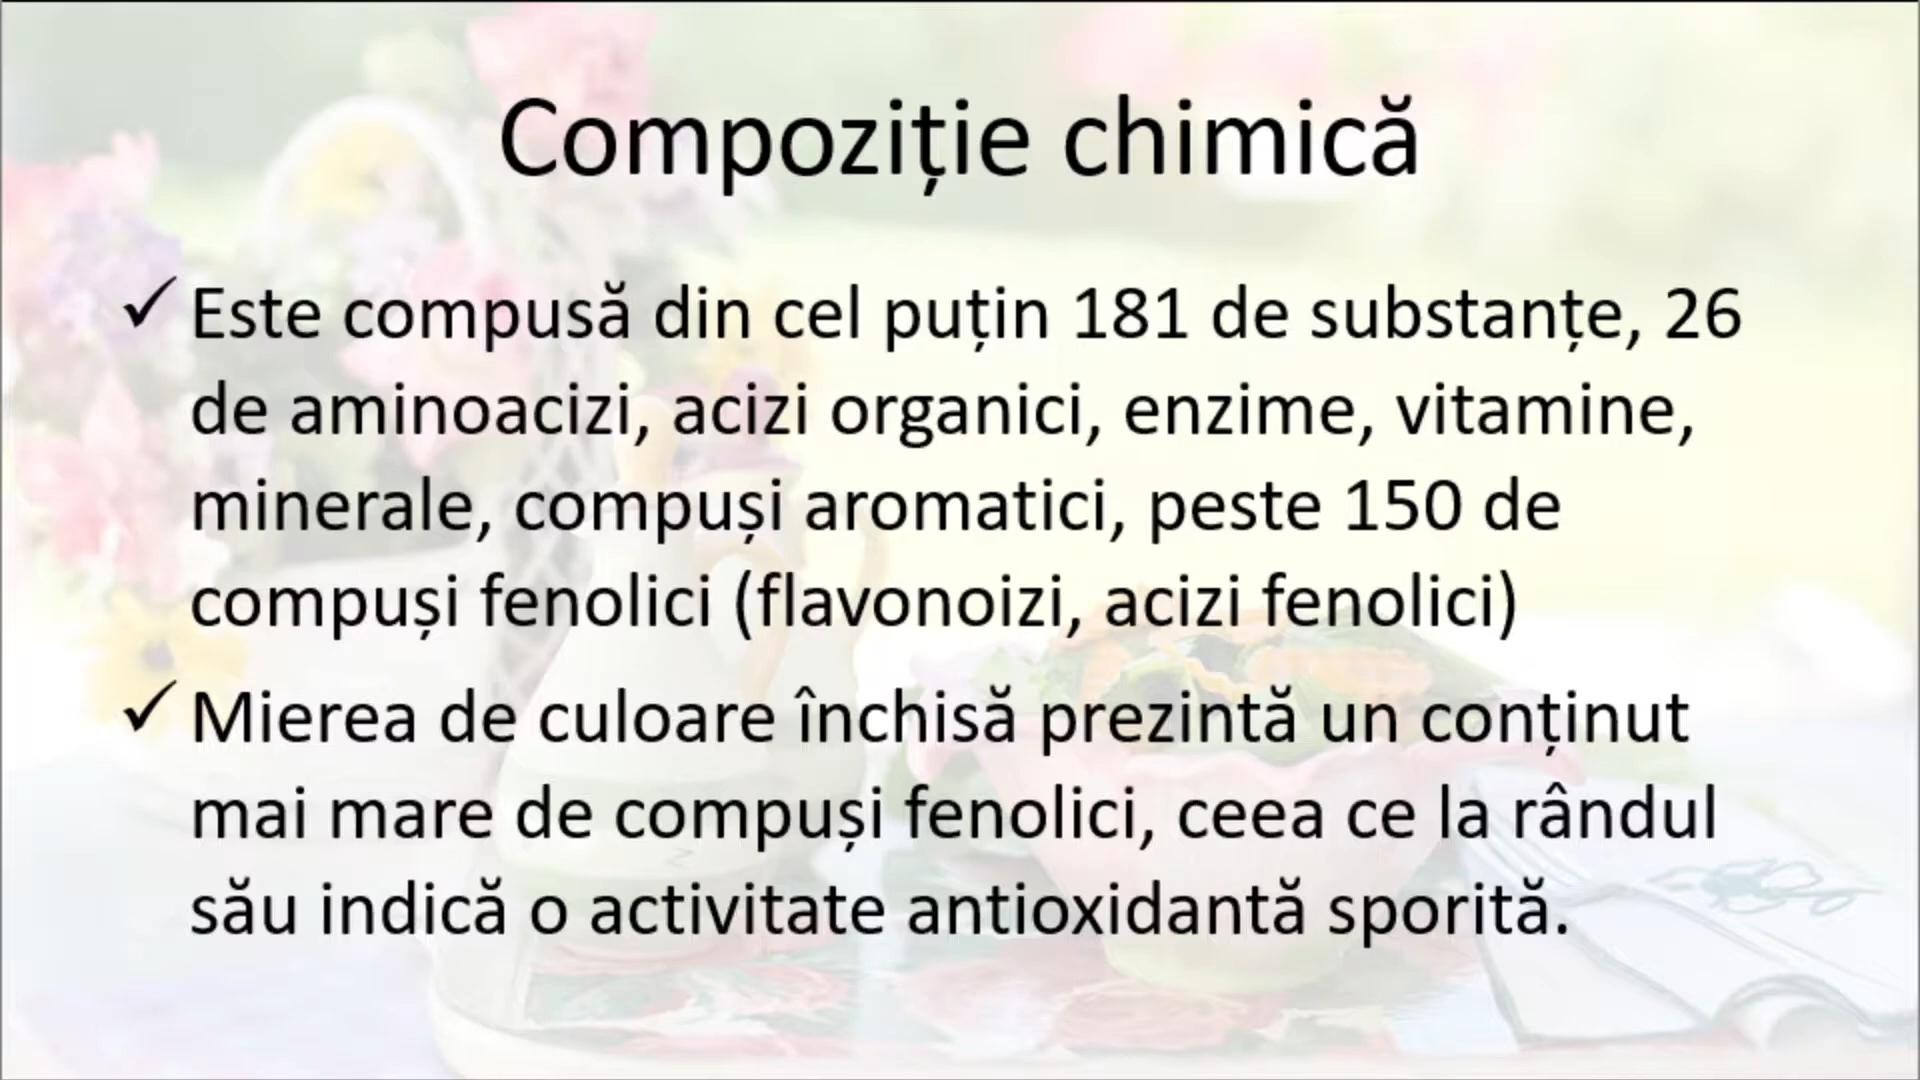 Compoziție chimică
✓ Este compusă din cel puțin 181 de substanțe, 26
de aminoacizi, acizi organici, enzime, vitamine,
minerale, compuși aromatici, peste 150 de
compuși fenolici (flavonoizi, acizi fenolici)
✓ Mierea de culoare închisă prezintă un conținut
mai mare de compuși fenolici, ceea ce la rândul
său indică o activitate antioxidantă sporită.